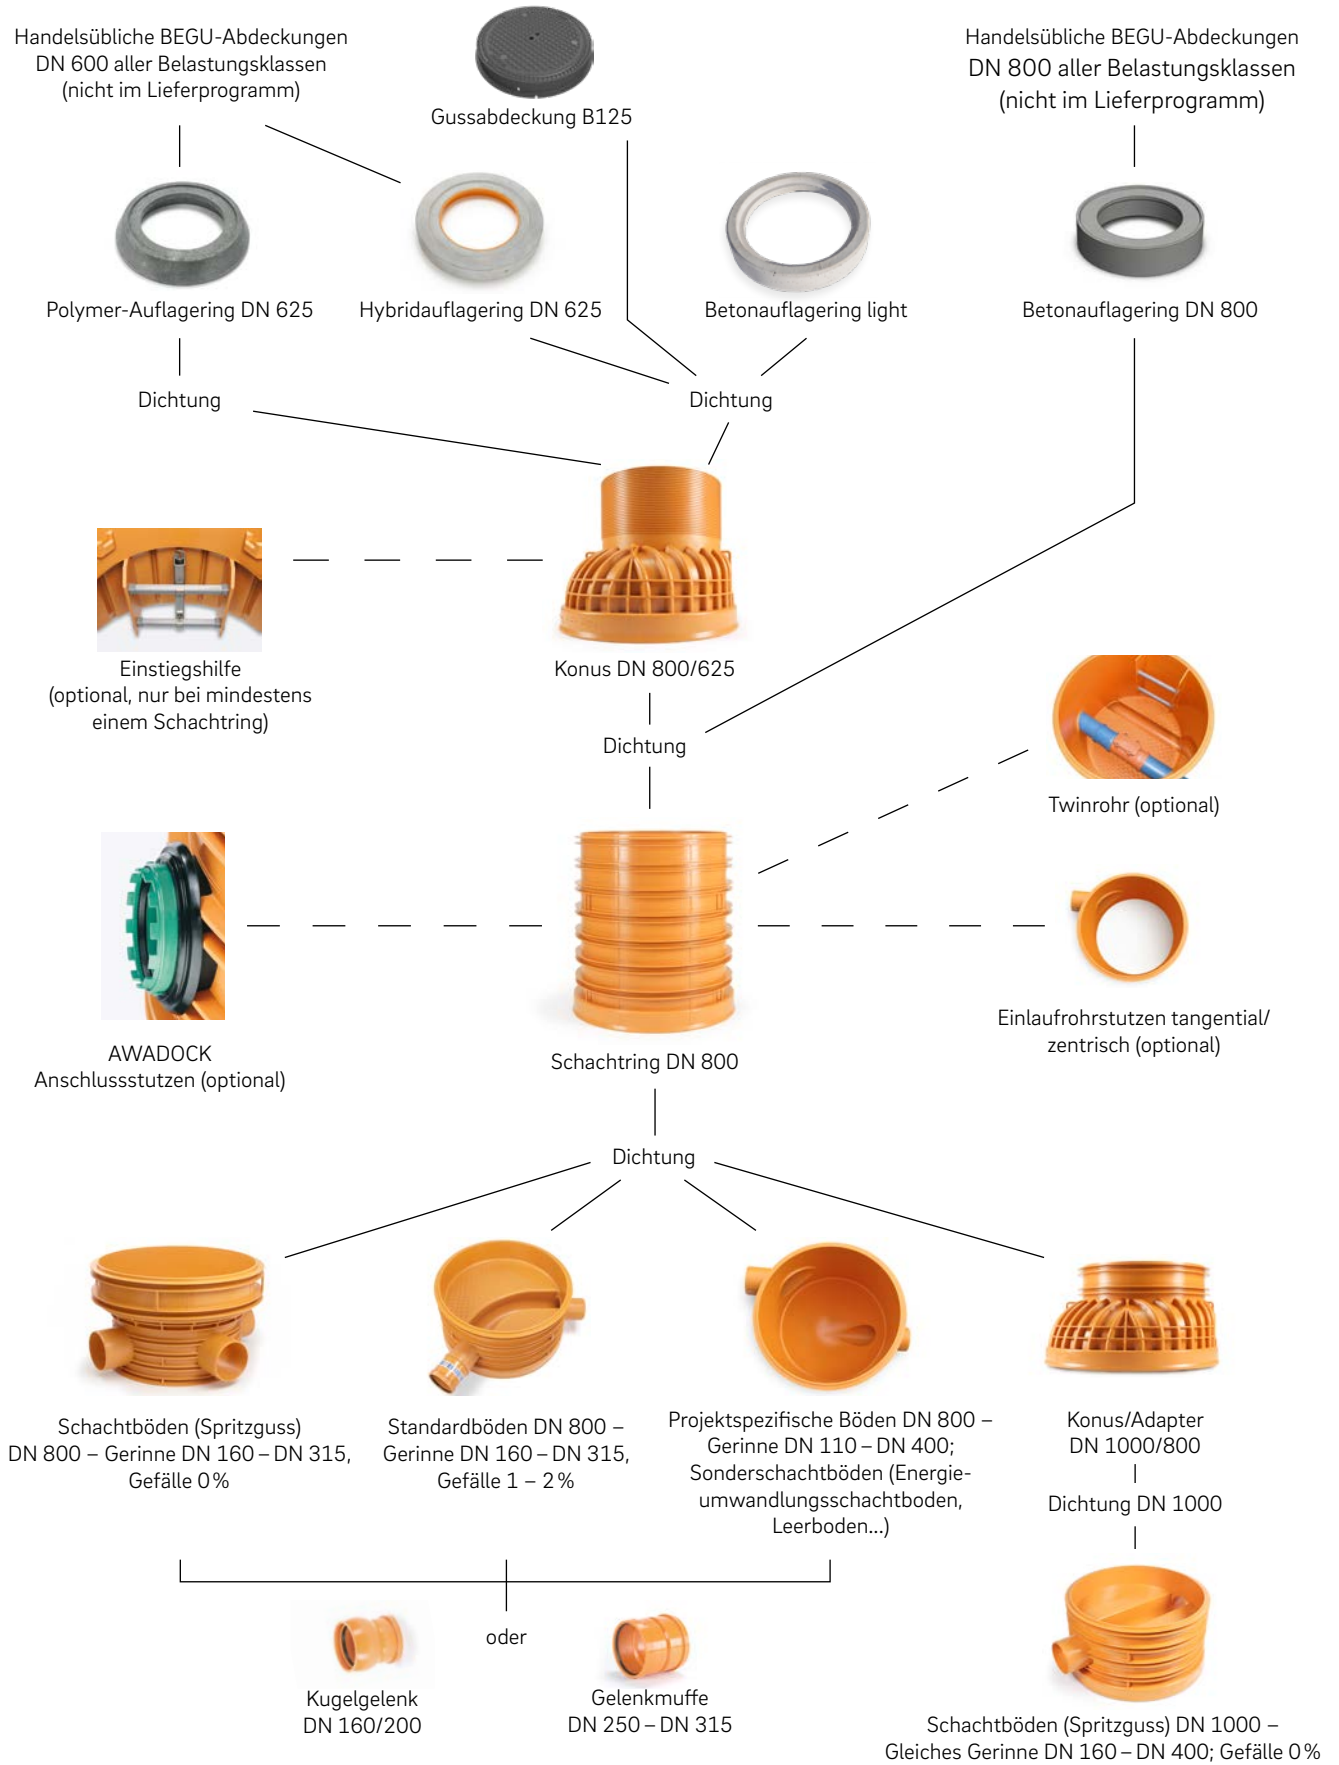 Handelsübliche BEGU-Abdeckungen
DN 600 aller Belastungsklassen
(nicht im Lieferprogramm)
Gussabdeckung B125
Handelsübliche BEGU-Abdeckungen
DN 800 aller Belastungsklassen
(nicht im Lieferprogramm)
Polymer-Auflagering DN 625
Hybridauflagering DN 625
Betonauflagering light
Betonauflagering DN 800
Dichtung
Dichtung
Einstiegshilfe
(optional, nur bei mindestens
einem Schachtring)
Konus DN 800/625
Dichtung
Twinrohr (optional)
AWADOCK
Anschlussstutzen (optional)
Schachtring DN 800
Einlaufrohrstutzen tangential/
zentrisch (optional)
Dichtung
Schachtböden (Spritzguss)
DN 800 – Gerinne DN 160 – DN 315,
Gefälle 0 %
Standardböden DN 800 –
Gerinne DN 160 – DN 315,
Gefälle 1 – 2 %
Projektspezifische Böden DN 800 –
Gerinne DN 110 – DN 400;
Sonderschachtböden (Energie-
umwandlungsschachtboden,
Leerboden...)
Konus/Adapter
DN 1000/800
Dichtung DN 1000
oder
Kugelgelenk
DN 160/200
Gelenkmuffe
DN 250 – DN 315
Schachtböden (Spritzguss) DN 1000 –
Gleiches Gerinne DN 160 – DN 400; Gefälle 0 %